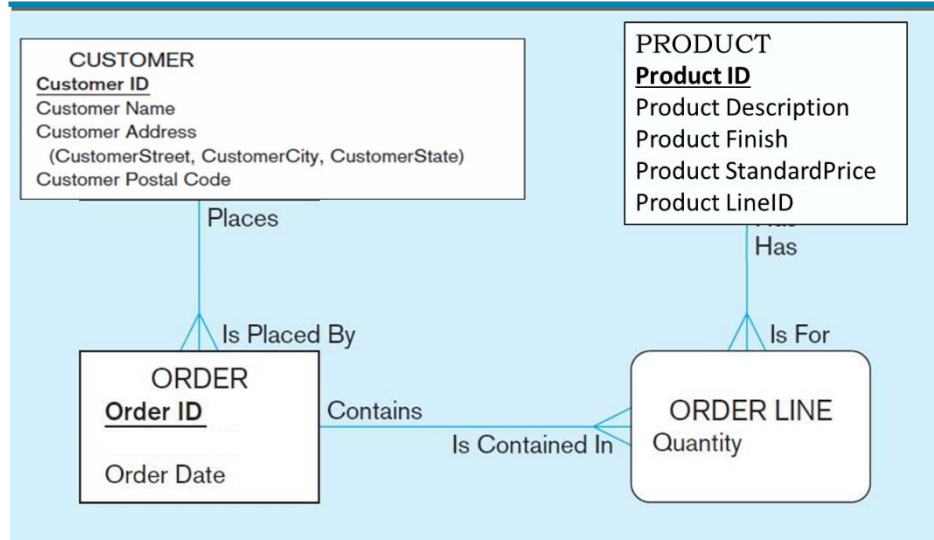 CUSTOMER
Customer ID
Customer Name
Customer Address
(CustomerStreet, CustomerCity, CustomerState)
Customer Postal Code
PRODUCT
Product ID
Product Description
Product Finish
Product StandardPrice
Product LineID
Places
Has
Is Placed By
Is For
ORDER
Order ID
Order Date
Contains
Is Contained In
ORDER LINE
Quantity